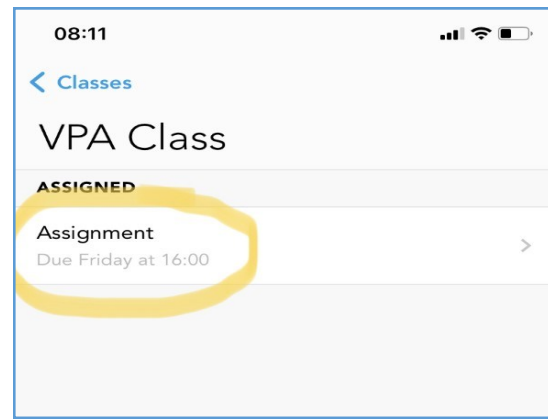 08:11
Classes
VPA Class
ASSIGNED
Assignment
Due Friday at 16:00